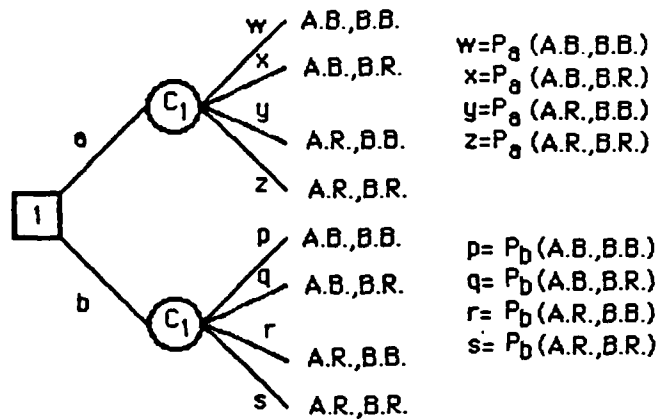 w A.B.,B.B. w=Pa (A.B.,B.B.)
x A.B.,B.R. x=Pa (A.B.,B.R.)
C1
y A.R.,B.B. y=Pa (A.R.,B.B.)
z A.R.,B.R. z=Pa (A.R.,B.R.)
a
1
b
p A.B.,B.B. p= Pb (A.B.,B.B.)
q A.B.,B.R. q= Pb (A.B.,B.R.)
C1
r A.R.,B.B. r= Pb (A.R.,B.B.)
s A.R.,B.R. s= Pb (A.R.,B.R.)